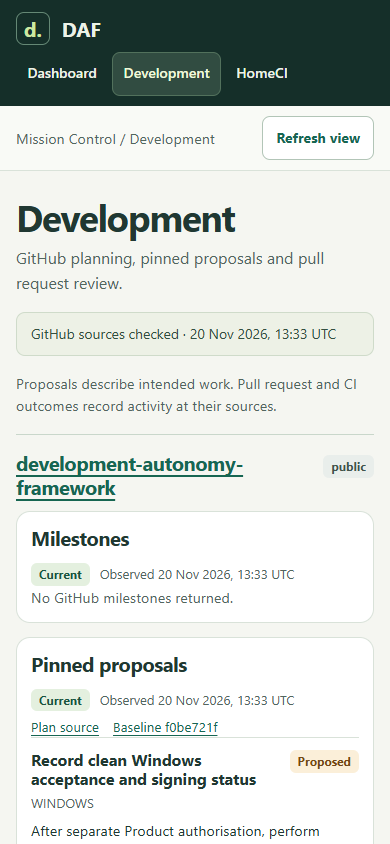 d. DAF
Dashboard Development HomeCI
Mission Control / Development Refresh view
Development
GitHub planning, pinned proposals and pull
request review.
GitHub sources checked · 20 Nov 2026, 13:33 UTC
Proposals describe intended work. Pull request and CI
outcomes record activity at their sources.
development-autonomy-
framework
public
Milestones
Current Observed 20 Nov 2026, 13:33 UTC
No GitHub milestones returned.
Pinned proposals
Current Observed 20 Nov 2026, 13:33 UTC
Plan source Baseline f0be721f
Record clean Windows
acceptance and signing status
Proposed
WINDOWS
After separate Product authorisation, perform